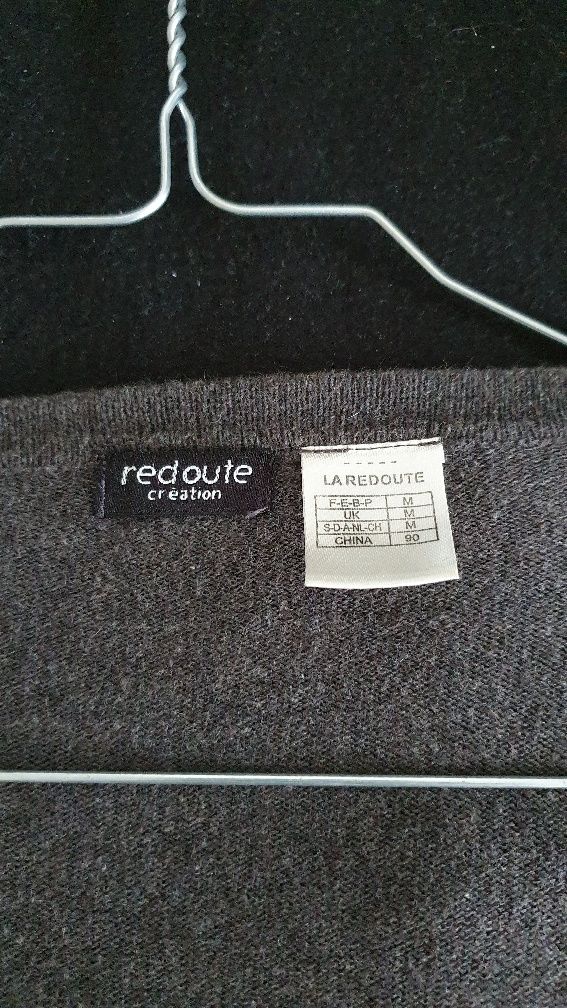 redoute
création
LA REDOUTE
F-E-B-P M
UK M
S-D-A-NL-CH M
CHINA 90